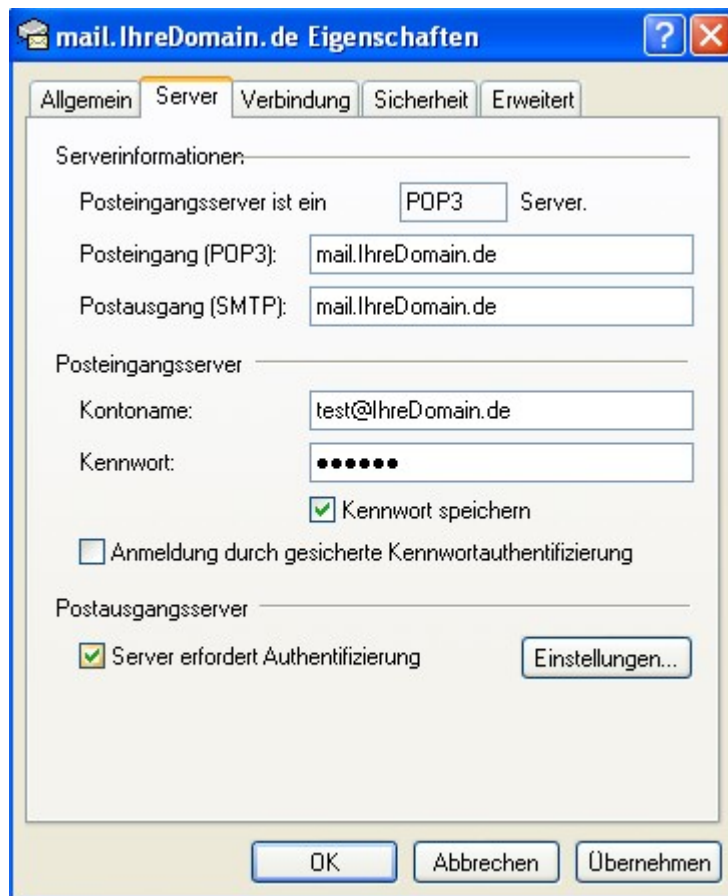 mail.IhreDomain.de Eigenschaften
Allgemein Server Verbindung Sicherheit Erweitert
Serverinformationen
Posteingangsserver ist ein POP3 Server.
Posteingang (POP3): mail.IhreDomain.de
Postausgang (SMTP): mail.IhreDomain.de
Posteingangsserver
Kontoname: test@IhreDomain.de
Kennwort: ●●●●●●
Kennwort speichern
Anmeldung durch gesicherte Kennwortauthentifizierung
Postausgangsserver
Server erfordert Authentifizierung Einstellungen...
OK Abbrechen Übernehmen